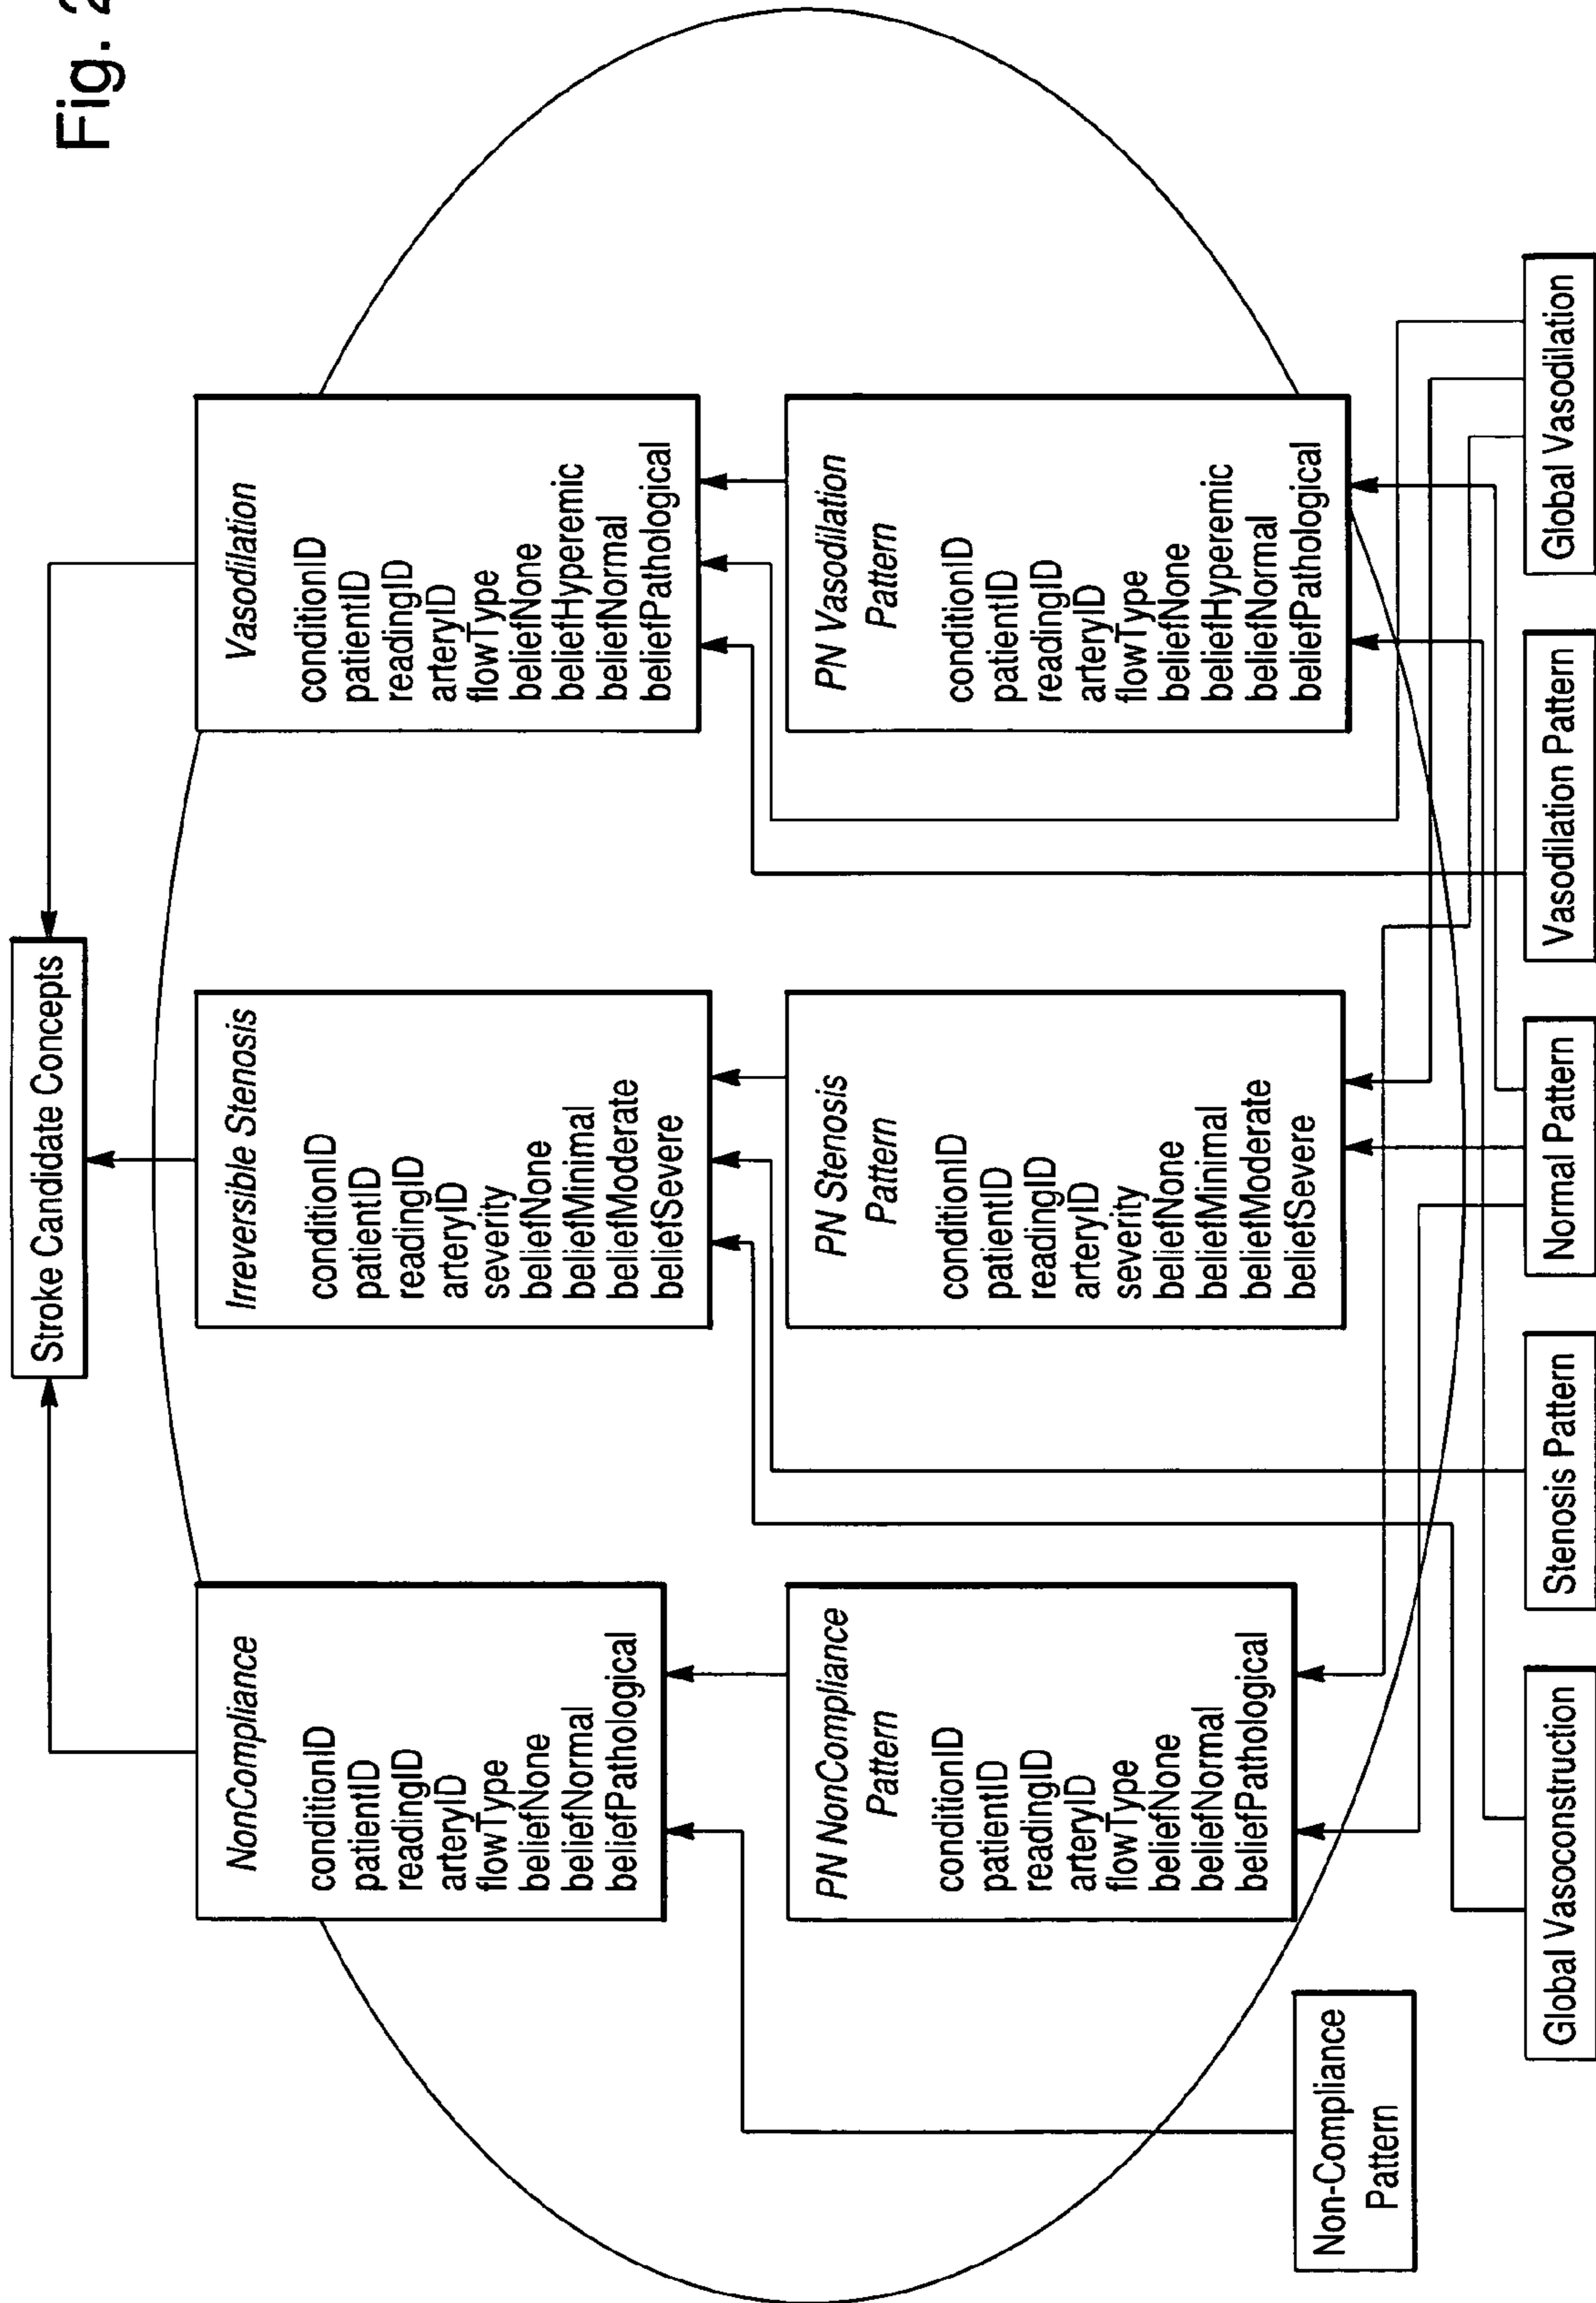 Fig. 2
Stroke Candidate Concepts
NonCompliance
conditionID
patientID
readingID
arteryID
flowType
beliefNone
beliefNormal
beliefPathological
Irreversible Stenosis
conditionID
patientID
readingID
arteryID
severity
beliefNone
beliefMinimal
beliefModerate
beliefSevere
Vasodilation
conditionID
patientID
readingID
arteryID
flowType
beliefNone
beliefHyperemic
beliefNormal
beliefPathological
PN NonCompliance
Pattern
conditionID
patientID
readingID
arteryID
flowType
beliefNone
beliefNormal
beliefPathological
PN Stenosis
Pattern
conditionID
patientID
readingID
arteryID
severity
beliefNone
beliefMinimal
beliefModerate
beliefSevere
PN Vasodilation
Pattern
conditionID
patientID
readingID
arteryID
flowType
beliefNone
beliefHyperemic
beliefNormal
beliefPathological
Non-Compliance
Pattern
Global Vasoconstruction
Stenosis Pattern
Normal Pattern
Vasodilation Pattern
Global Vasodilation